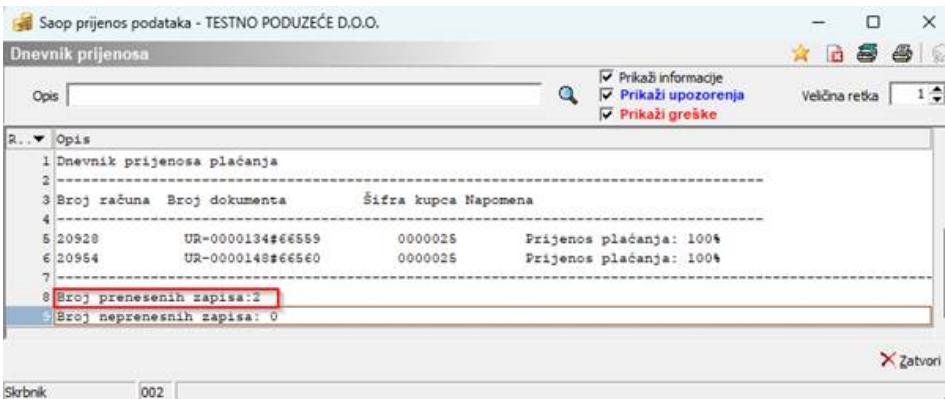 Saop prijenos podataka - TESTNO PODUZEĆE D.O.O.
Dnevnik prijenosa
Opis
Prikaži informacije
Prikaži upozorenja
Prikaži greške
Veličina retka 1
R.. Opis
1 Dnevnik prijenosa plaćanja
2 ------------------------------------------------------------------------------
3 Broj računa Broj dokumenta Šifra kupca Napomena
4 ------------------------------------------------------------------------------
5 20928 UR-0000134#66559 0000025 Prijenos plaćanja: 100%
6 20954 UR-0000148#66560 0000025 Prijenos plaćanja: 100%
7 ------------------------------------------------------------------------------------------------
8 Broj prenesenih zapisa:2
9 Broj neprenesnih zapisa: 0
Zatvori
Skrbnik 002